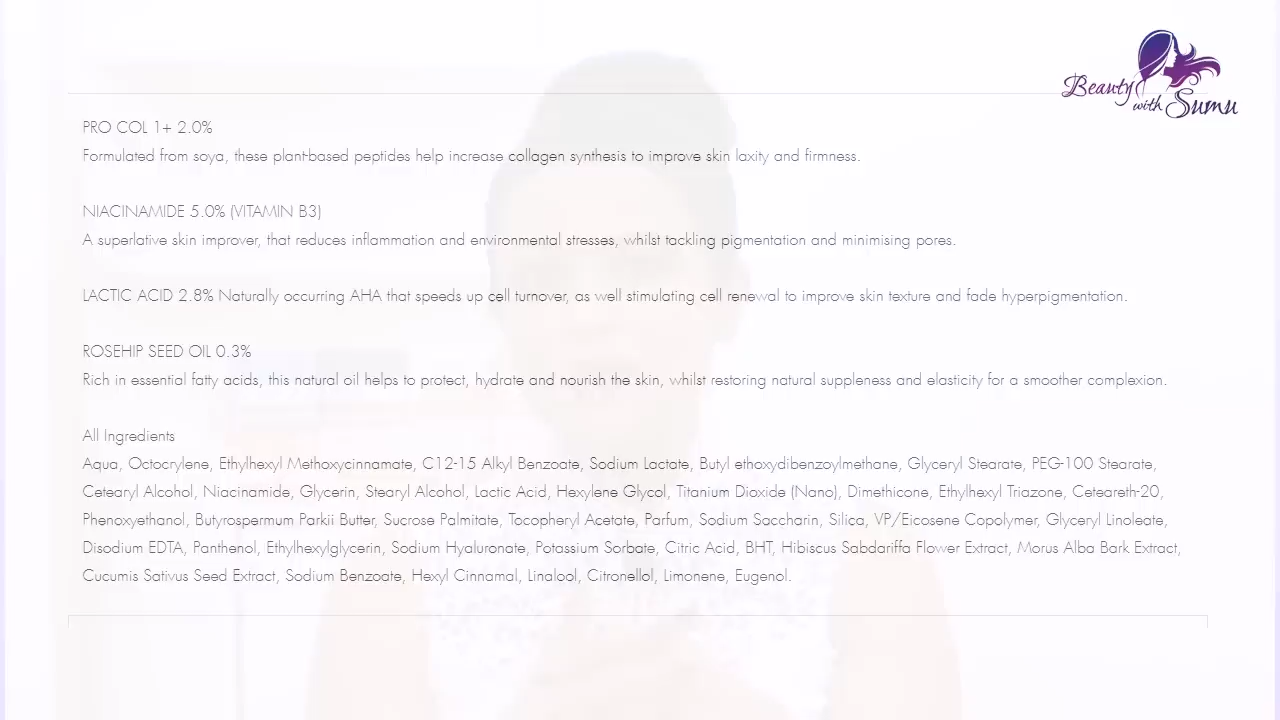 Beauty with Sumu
PRO COL 1+ 2.0%
Formulated from soya, these plant-based peptides help increase collagen synthesis to improve skin laxity and firmness.
NIACINAMIDE 5.0% (VITAMIN B3)
A superlative skin improver, that reduces inflammation and environmental stresses, whilst tackling pigmentation and minimising pores.
LACTIC ACID 2.8% Naturally occurring AHA that speeds up cell turnover, as well stimulating cell renewal to improve skin texture and fade hyperpigmentation.
ROSEHIP SEED OIL 0.3%
Rich in essential fatty acids, this natural oil helps to protect, hydrate and nourish the skin, whilst restoring natural suppleness and elasticity for a smoother complexion.
All Ingredients
Aqua, Octocrylene, Ethylhexyl Methoxycinnamate, C12-15 Alkyl Benzoate, Sodium Lactate, Butyl ethoxydibenzoylmethane, Glyceryl Stearate, PEG-100 Stearate,
Cetearyl Alcohol, Niacinamide, Glycerin, Stearyl Alcohol, Lactic Acid, Hexylene Glycol, Titanium Dioxide (Nano), Dimethicone, Ethylhexyl Triazone, Ceteareth-20,
Phenoxyethanol, Butyrospermum Parkii Butter, Sucrose Palmitate, Tocopheryl Acetate, Parfum, Sodium Saccharin, Silica, VP/Eicosene Copolymer, Glyceryl Linoleate,
Disodium EDTA, Panthenol, Ethylhexylglycerin, Sodium Hyaluronate, Potassium Sorbate, Citric Acid, BHT, Hibiscus Sabdariffa Flower Extract, Morus Alba Bark Extract,
Cucumis Sativus Seed Extract, Sodium Benzoate, Hexyl Cinnamal, Linalool, Citronellol, Limonene, Eugenol.